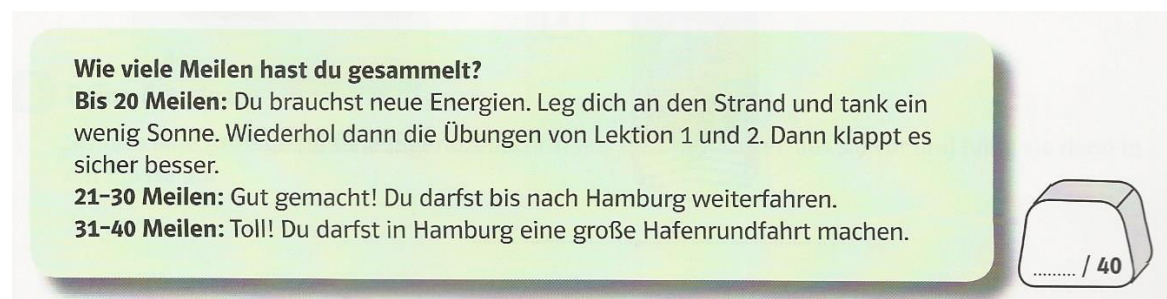 Wie viele Meilen hast du gesammelt?
Bis 20 Meilen: Du brauchst neue Energien. Leg dich an den Strand und tank ein
wenig Sonne. Wiederhol dann die Übungen von Lektion 1 und 2. Dann klappt es
sicher besser.
21–30 Meilen: Gut gemacht! Du darfst bis nach Hamburg weiterfahren.
31–40 Meilen: Toll! Du darfst in Hamburg eine große Hafenrundfahrt machen.
......... / 40